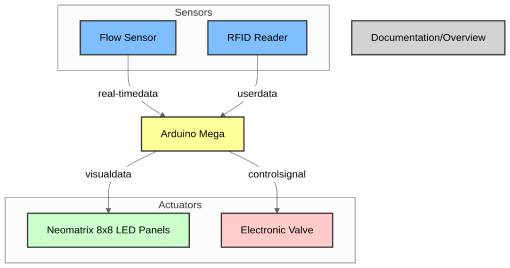 Sensors
Flow Sensor
RFID Reader
Documentation/Overview
real-timedata
userdata
Arduino Mega
visualdata
controlsignal
Actuators
Neomatrix 8x8 LED Panels
Electronic Valve